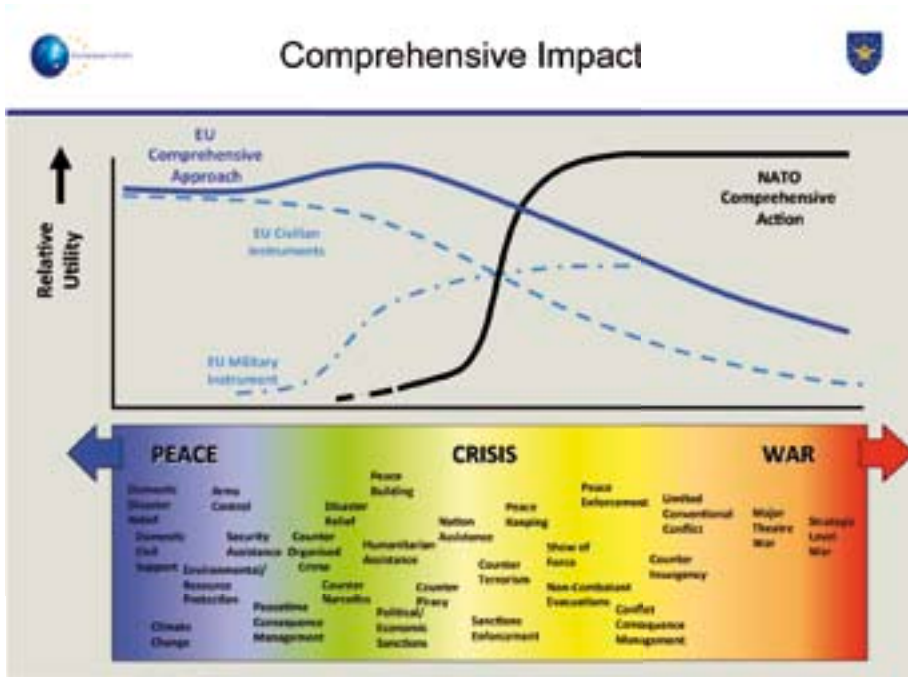 Comprehensive Impact
EU
Comprehensive
Approach
NATO
Comprehensive
Action
EU Civilian
Instruments
EU Military
Instrument
Relative
Utility
PEACE
CRISIS
WAR
Domestic
Disaster
Relief
Arms
Control
Domestic
Civil
Support
Security
Assistance
Environmental/
Resource
Protection
Climate
Change
Peacetime
Consequence
Management
Counter
Organised
Crime
Disaster
Relief
Peace
Building
Humanitarian
Assistance
Counter
Narcotics
Political/
Economic
Sanctions
Counter
Piracy
Nation
Assistance
Peace
Keeping
Counter
Terrorism
Sanctions
Enforcement
Show of
Force
Non-Combatant
Evacuations
Peace
Enforcement
Conflict
Consequence
Management
Limited
Conventional
Conflict
Counter
Insurgency
Major
Theatre
War
Strategic
Level
War